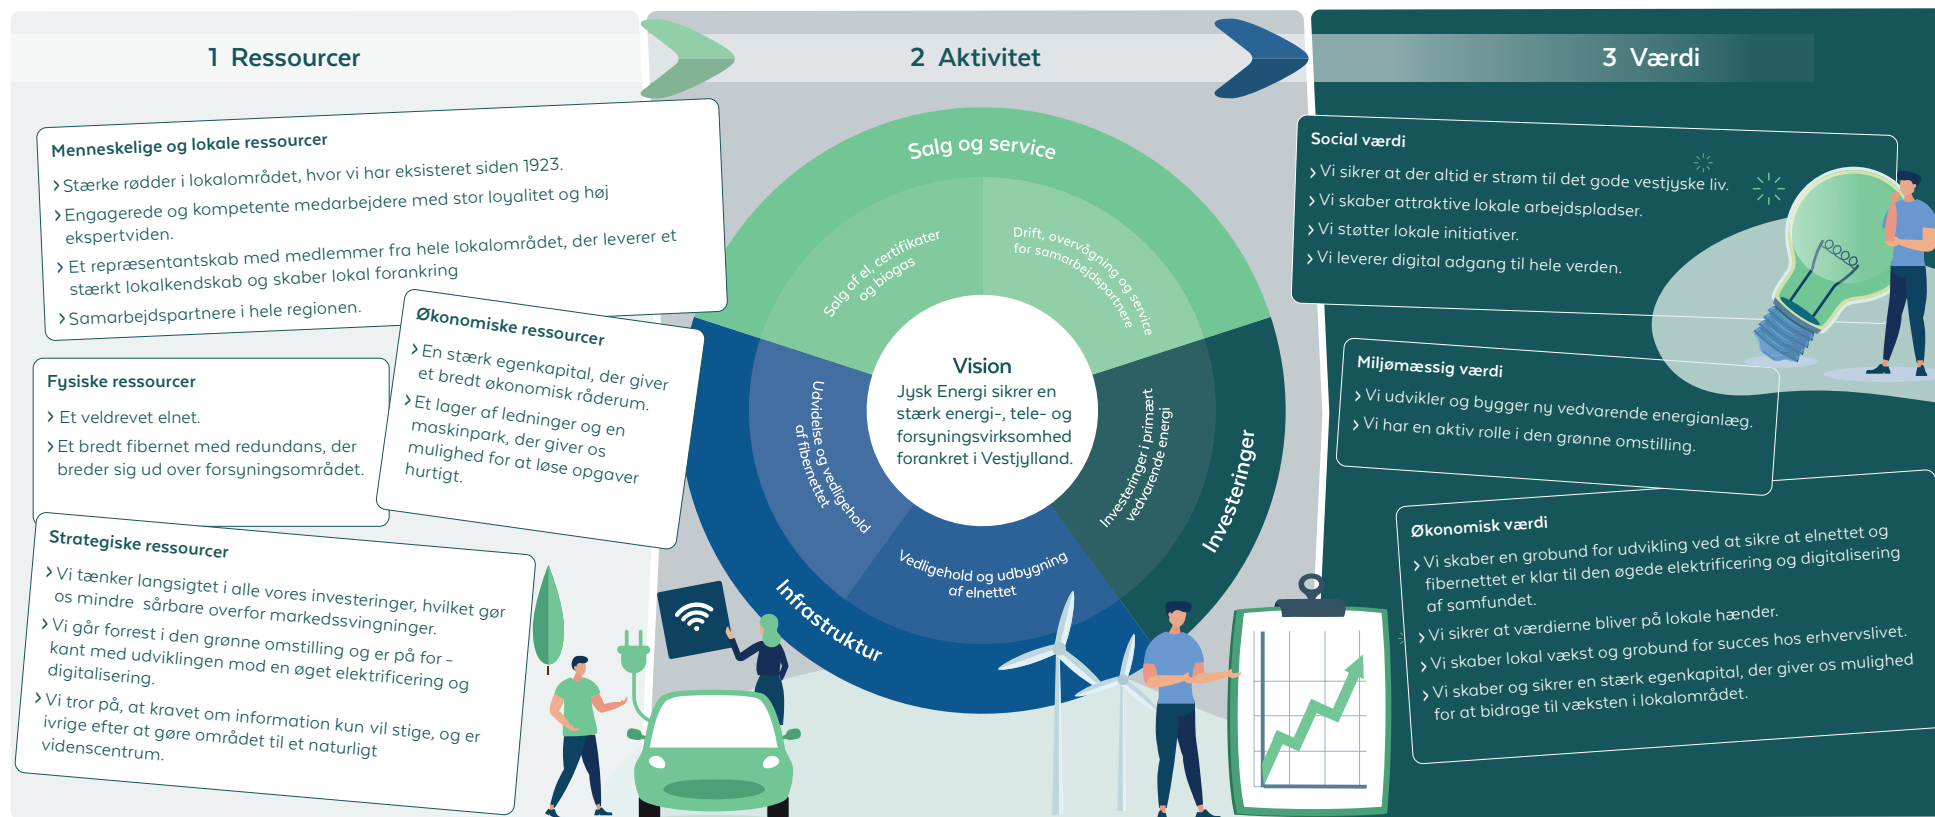 1 Ressourcer
Menneskelige og lokale ressourcer
Stærke rødder i lokalområdet, hvor vi har eksisteret siden 1923.
Engagerede og kompetente medarbejdere med stor loyalitet og høj
ekspertviden.
Et repræsentantskab med medlemmer fra hele lokalområdet, der leverer et
stærkt lokalkendskab og skaber lokal forankring
Samarbejdspartnere i hele regionen.
Økonomiske ressourcer
En stærk egenkapital, der giver
et bredt økonomisk råderum.
Et lager af ledninger og en
maskinpark, der giver os
mulighed for at løse opgaver
hurtigt.
Fysiske ressourcer
Et veldrevet elnet.
Et bredt fibernet med redundans, der
breder sig ud over forsyningsområdet.
Strategiske ressourcer
Vi tænker langsigtet i alle vores investeringer, hvilket gør
os mindre sårbare overfor markedssvingninger.
Vi går forrest i den grønne omstilling og er på for -
kant med udviklingen mod en øget elektrificering og
digitalisering.
Vi tror på, at kravet om information kun vil stige, og er
ivrige efter at gøre området til et naturligt
videnscentrum.
2 Aktivitet
Salg og service
Salg af el, certifikater
og biogas
Drift, overvågning og service
for samarbejdspartnere
Vision
Jysk Energi sikrer en
stærk energi-, tele- og
forsyningsvirksomhed
forankret i Vestjylland.
Udvidelse og vedligehold
af fibernettet
Vedligehold og udbygning
af elnettet
Infrastruktur
Investeringer i primært
vedvarende energi
Investeringer
3 Værdi
Social værdi
Vi sikrer at der altid er strøm til det gode vestjyske liv.
Vi skaber attraktive lokale arbejdspladser.
Vi støtter lokale initiativer.
Vi leverer digital adgang til hele verden.
Miljømæssig værdi
Vi udvikler og bygger ny vedvarende energianlæg.
Vi har en aktiv rolle i den grønne omstilling.
Økonomisk værdi
Vi skaber en grobund for udvikling ved at sikre at elnettet og
fibernettet er klar til den øgede elektrificering og digitalisering
af samfundet.
Vi sikrer at værdierne bliver på lokale hænder.
Vi skaber lokal vækst og grobund for succes hos erhvervslivet.
Vi skaber og sikrer en stærk egenkapital, der giver os mulighed
for at bidrage til væksten i lokalområdet.